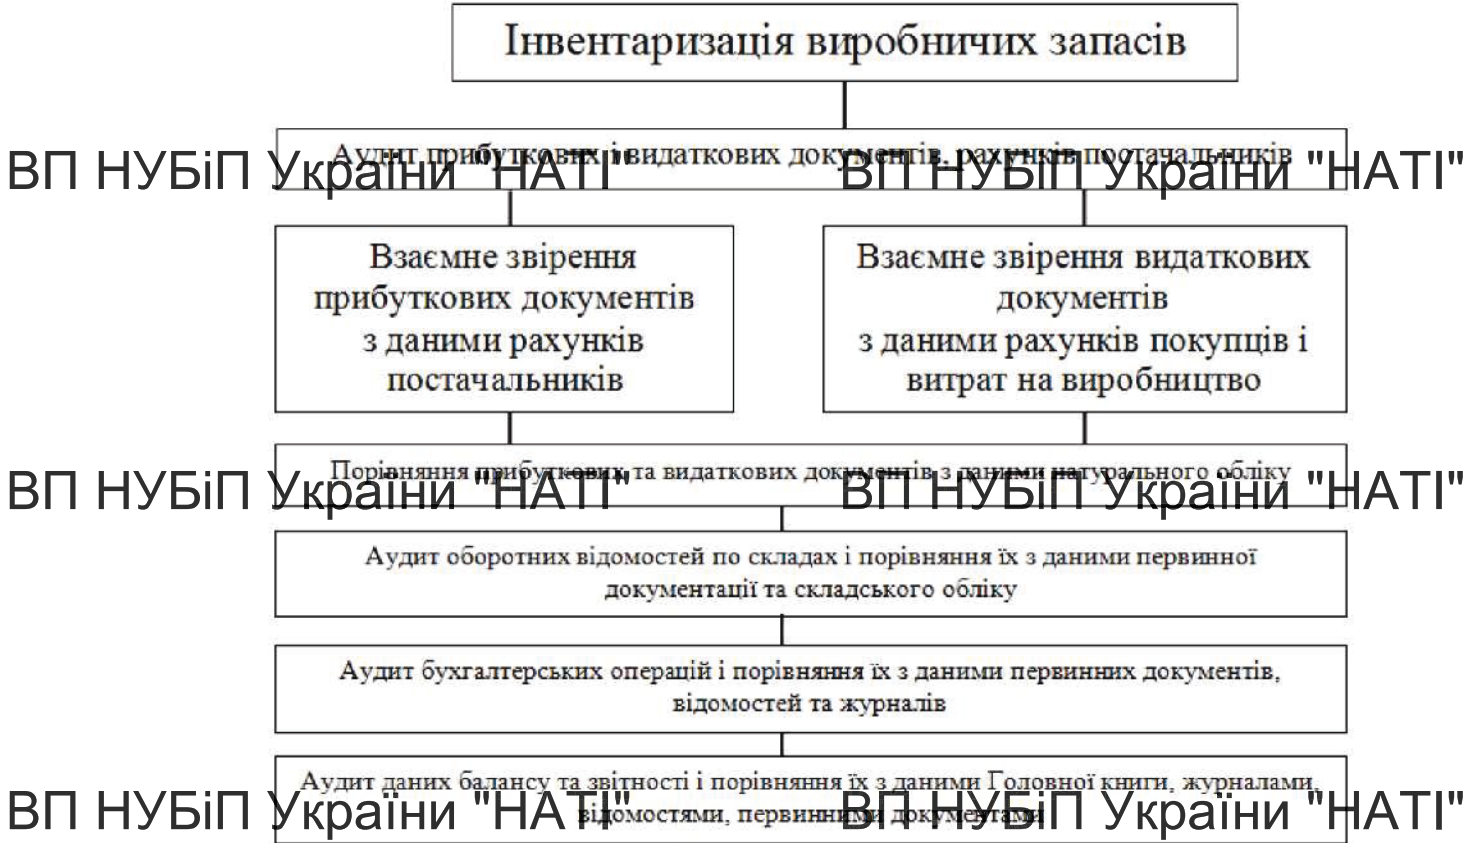 Інвентаризація виробничих запасів
Аудит прибуткових і видаткових документів, рахунків постачальників
ВП НУБіП України "НАТІ" ВП НУБіП України "НАТІ"
Взаємне звірення
прибуткових документів
з даними рахунків
постачальників
Взаємне звірення видаткових
документів
з даними рахунків покупців і
витрат на виробництво
Порівняння прибуткових та видаткових документів з даними натурального обліку
ВП НУБіП України "НАТІ" ВП НУБіП України "НАТІ"
Аудит оборотних відомостей по складах і порівняння їх з даними первинної
документації та складського обліку
Аудит бухгалтерських операцій і порівняння їх з даними первинних документів,
відомостей та журналів
Аудит даних балансу та звітності і порівняння їх з даними Головної книги, журналами,
відомостями, первинними документами
ВП НУБіП України "НАТІ" ВП НУБіП України "НАТІ"